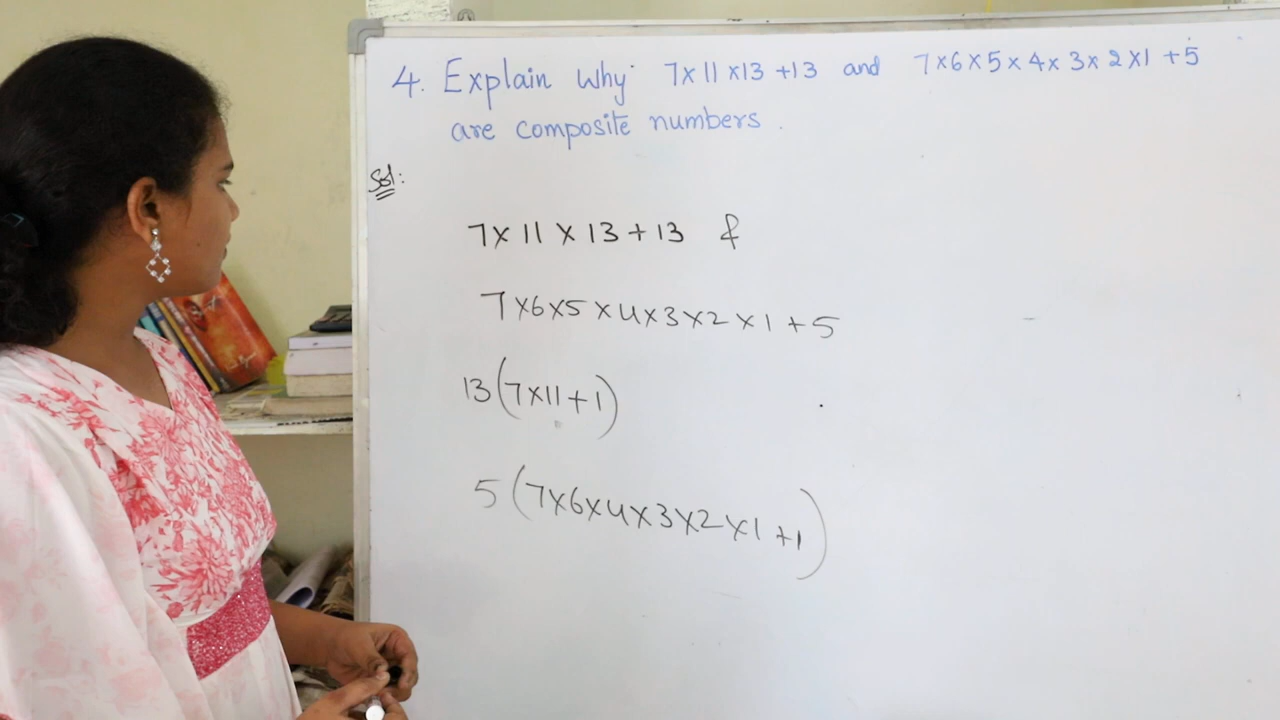 4. Explain why 7×11×13+13 and 7×6×5×4×3×2×1+5
are composite numbers.
Sol:
7×11×13+13 &
7×6×5×4×3×2×1+5
13(7×11+1)
5(7×6×4×3×2×1+1)